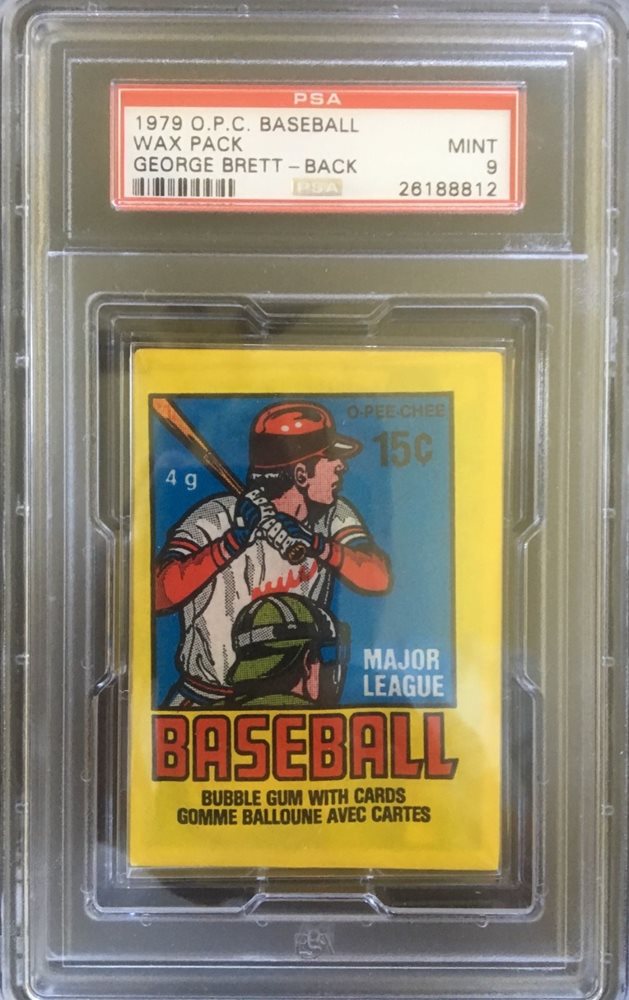 PSA
1979 O.P.C. BASEBALL
WAX PACK MINT
GEORGE BRETT - BACK 9
PSA 26188812
O-PEE-CHEE
15¢
4 g
MAJOR
LEAGUE
BASEBALL
BUBBLE GUM WITH CARDS
GOMME BALLOUNE AVEC CARTES
PSA